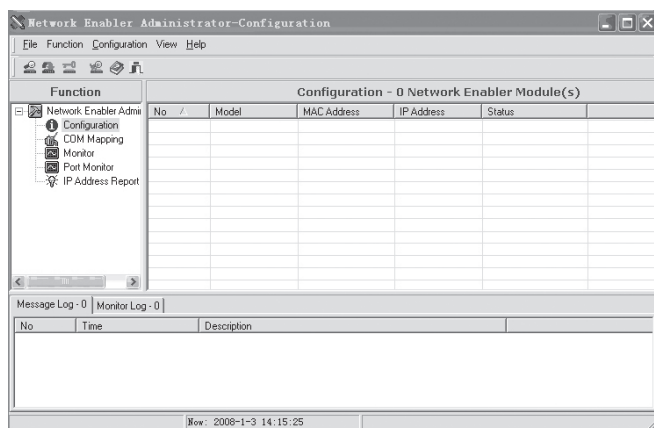 Network Enabler Administrator-Configuration
File Function Configuration View Help
Function
Configuration - 0 Network Enabler Module(s)
Network Enabler Admi
No Model MAC Address IP Address Status
Configuration
COM Mapping
Monitor
Port Monitor
IP Address Report
Message Log - 0 Monitor Log - 0
No Time Description
Now: 2008-1-3 14:15:25